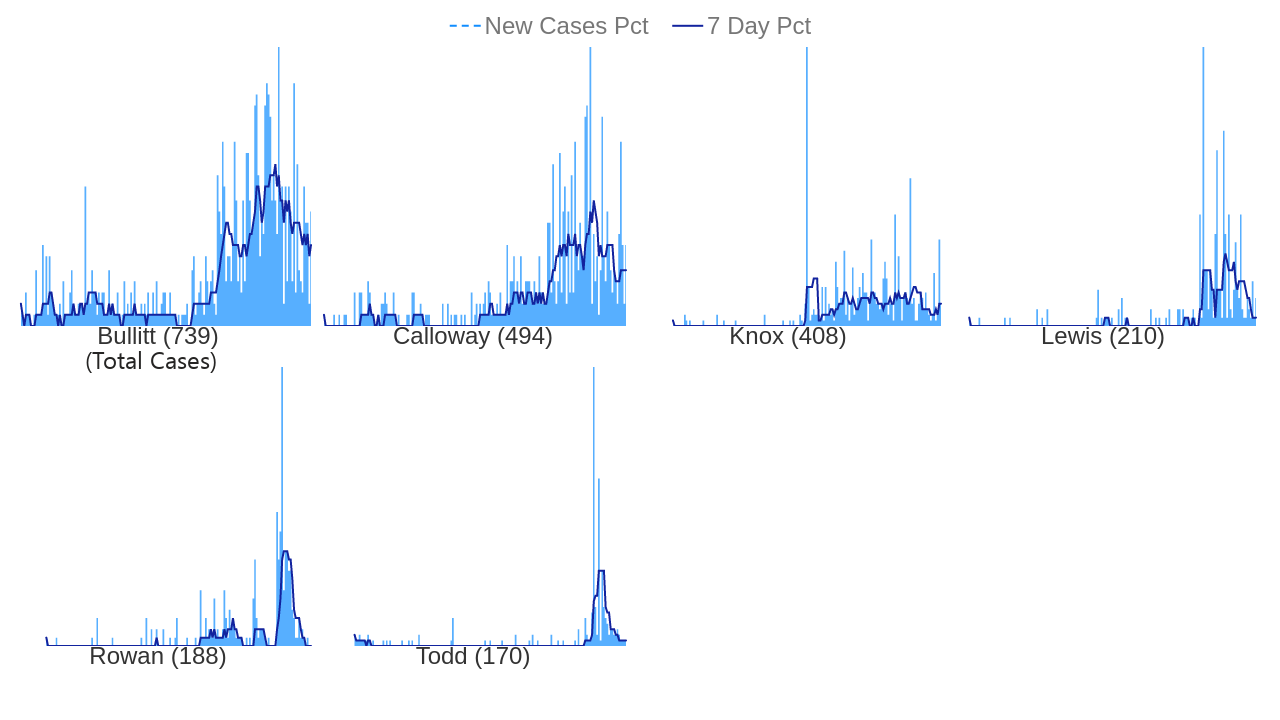 New Cases Pct 7 Day Pct
Bullitt (739) Calloway (494) Knox (408) Lewis (210)
(Total Cases)
Rowan (188) Todd (170)